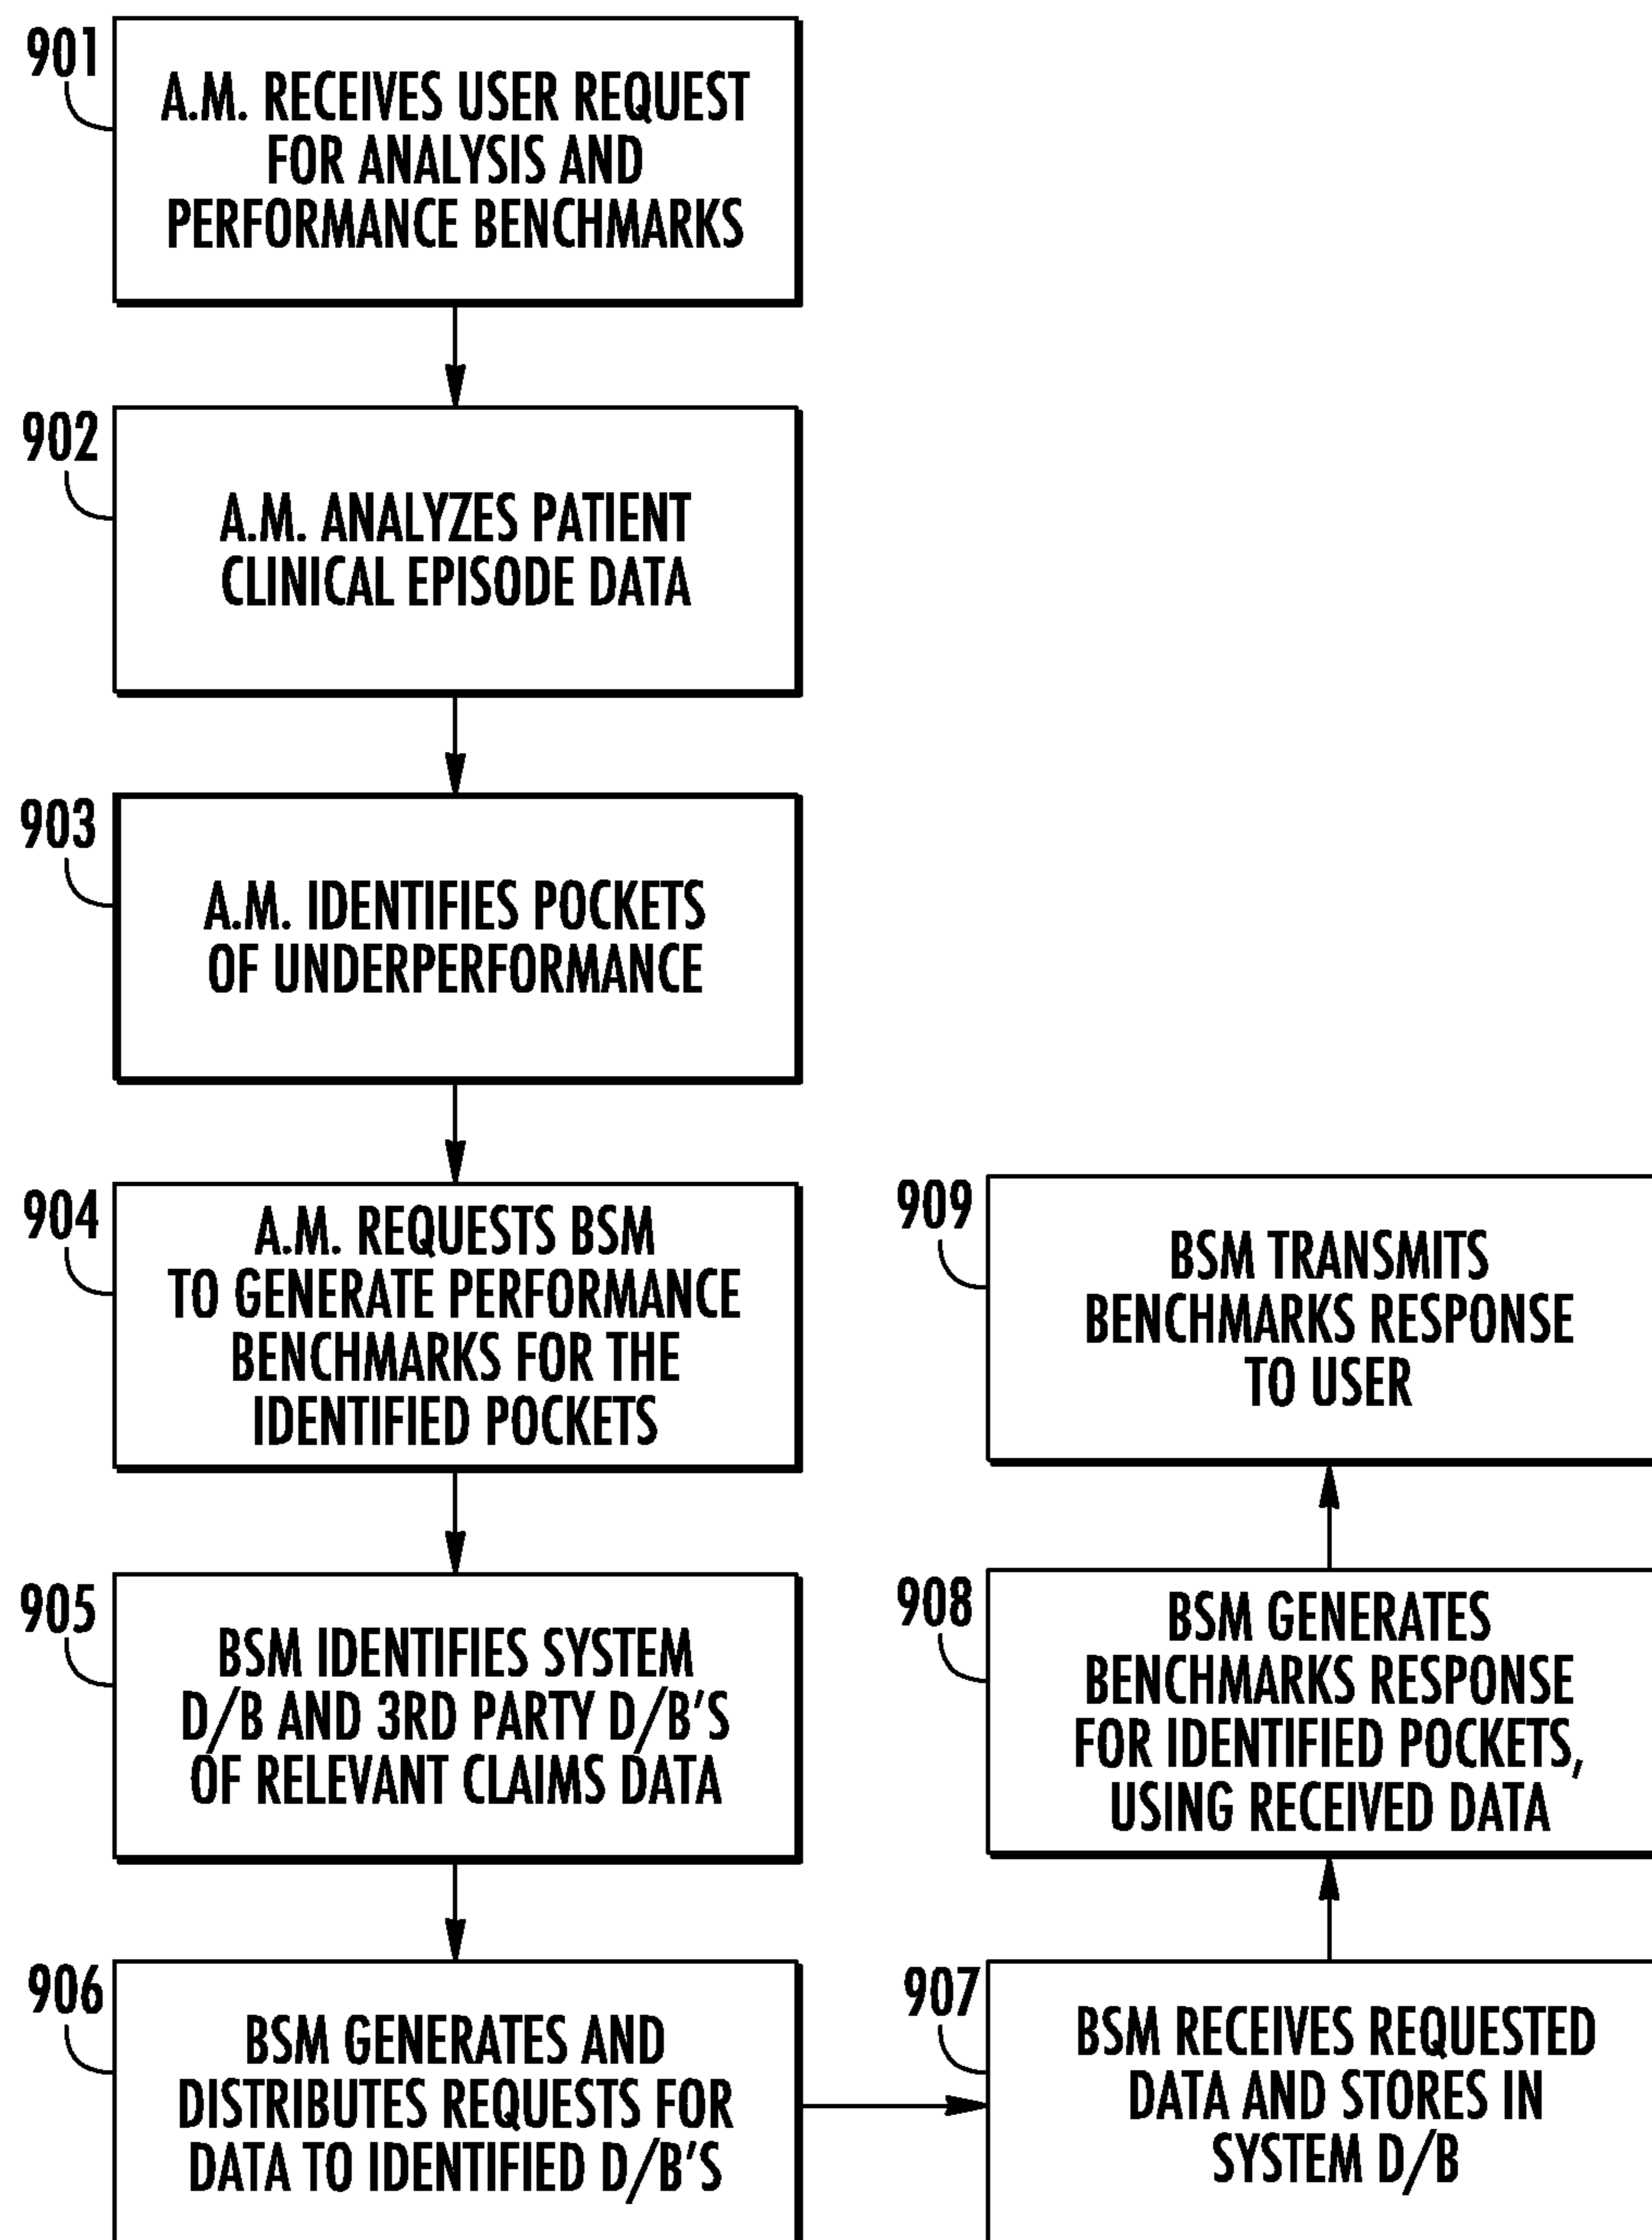 901
A.M. RECEIVES USER REQUEST
FOR ANALYSIS AND
PERFORMANCE BENCHMARKS
902
A.M. ANALYZES PATIENT
CLINICAL EPISODE DATA
903
A.M. IDENTIFIES POCKETS
OF UNDERPERFORMANCE
904
A.M. REQUESTS BSM
TO GENERATE PERFORMANCE
BENCHMARKS FOR THE
IDENTIFIED POCKETS
905
BSM IDENTIFIES SYSTEM
D/B AND 3RD PARTY D/B'S
OF RELEVANT CLAIMS DATA
906
BSM GENERATES AND
DISTRIBUTES REQUESTS FOR
DATA TO IDENTIFIED D/B'S
907
BSM RECEIVES REQUESTED
DATA AND STORES IN
SYSTEM D/B
908
BSM GENERATES
BENCHMARKS RESPONSE
FOR IDENTIFIED POCKETS,
USING RECEIVED DATA
909
BSM TRANSMITS
BENCHMARKS RESPONSE
TO USER